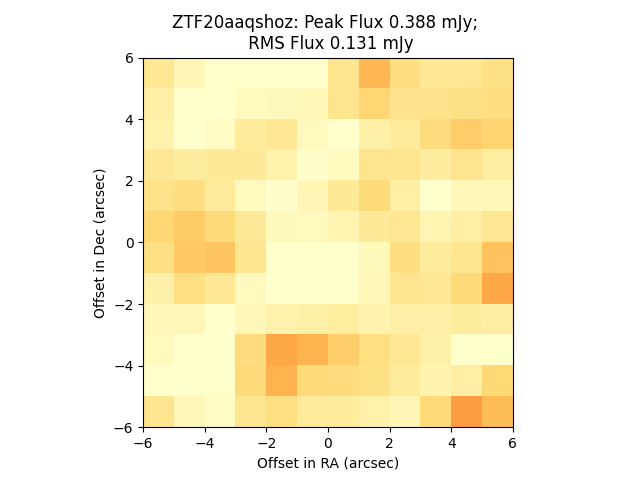 ZTF20aaqshoz: Peak Flux 0.388 mJy;
RMS Flux 0.131 mJy
6
4
2
0
−2
−4
−6
Offset in Dec (arcsec)
−6 −4 −2 0 2 4 6
Offset in RA (arcsec)